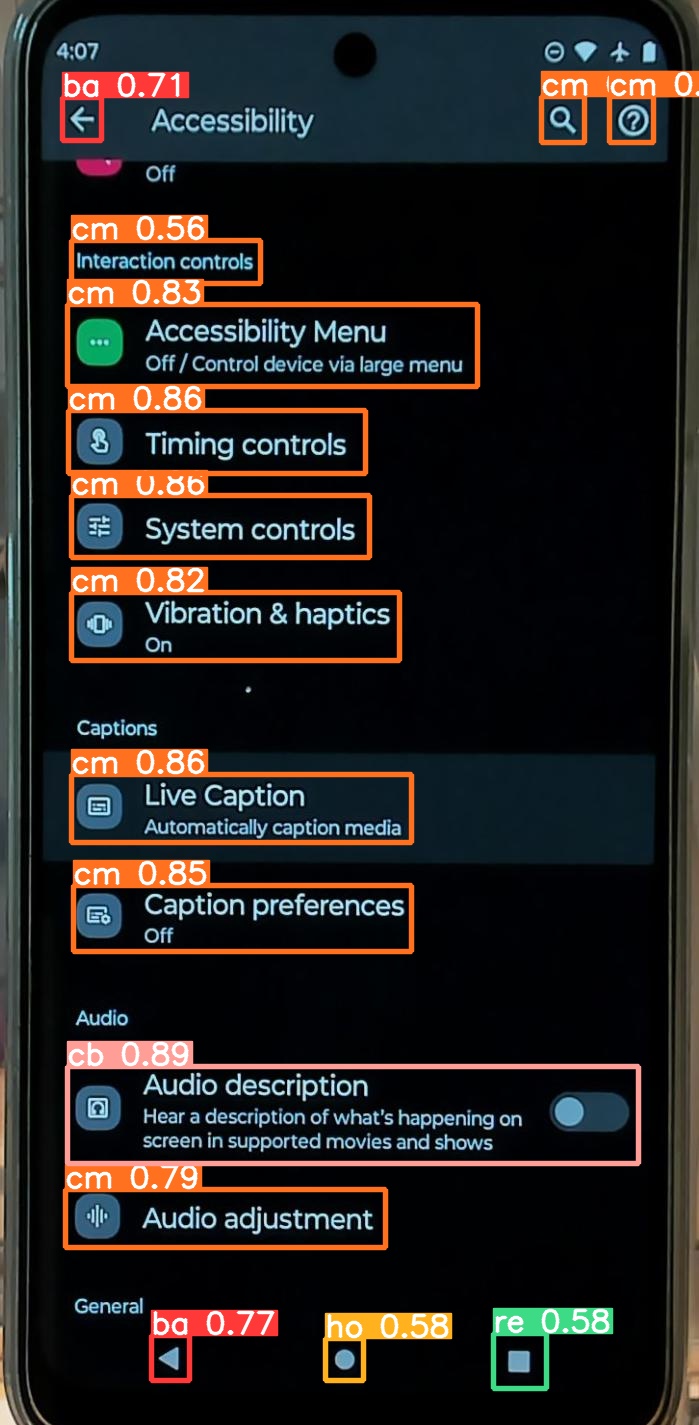 4:07
ba 0.71
cm
cm 0.
Accessibility
Off
cm 0.56
Interaction controls
cm 0.83
Accessibility Menu
Off / Control device via large menu
cm 0.86
Timing controls
cm 0.86
System controls
cm 0.82
Vibration & haptics
On
Captions
cm 0.86
Live Caption
Automatically caption media
cm 0.85
Caption preferences
Off
Audio
cb 0.89
Audio description
Hear a description of what's happening on
screen in supported movies and shows
cm 0.79
Audio adjustment
General
ba 0.77
ho 0.58
re 0.58